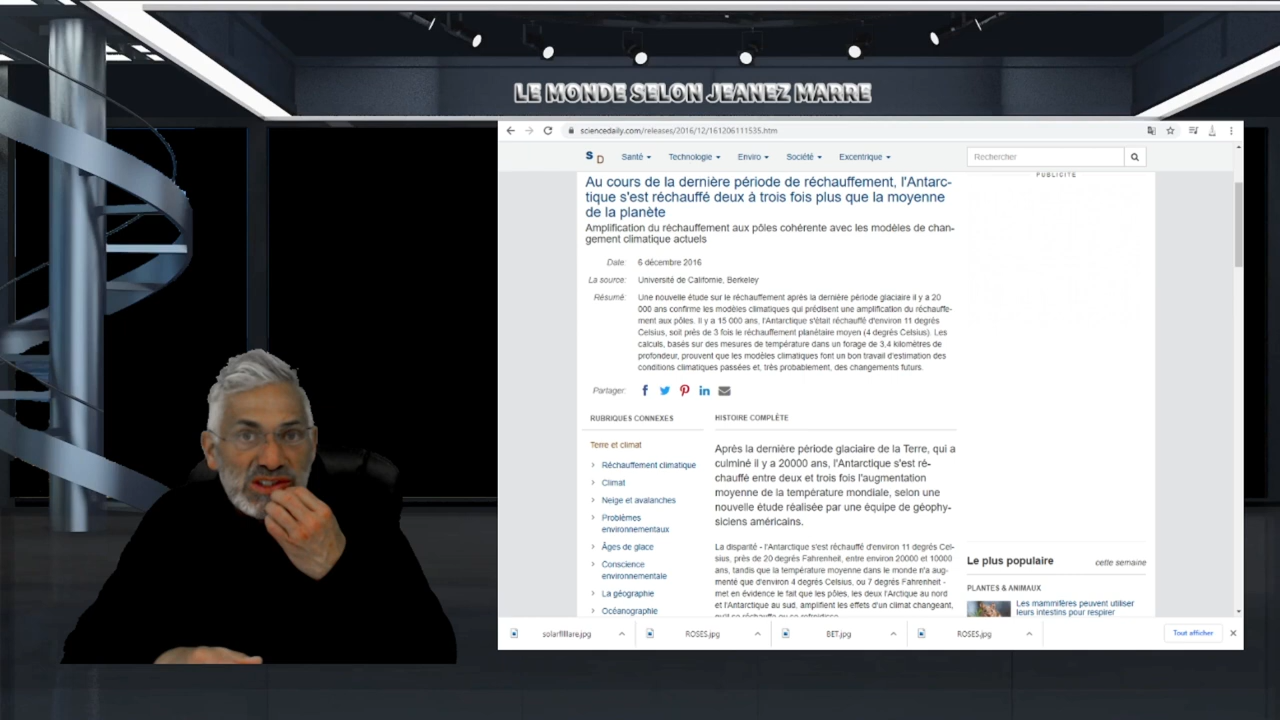 LE MONDE SELON JEANEZ MARRE
sciencedaily.com/releases/2016/12/161206111535.htm
S D
Santé
Technologie
Enviro
Société
Excentrique
Rechercher
PUBLICITÉ
Au cours de la dernière période de réchauffement, l'Antarc-
tique s'est réchauffé deux à trois fois plus que la moyenne
de la planète
Amplification du réchauffement aux pôles cohérente avec les modèles de chan-
gement climatique actuels
Date: 6 décembre 2016
La source: Université de Californie, Berkeley
Résumé: Une nouvelle étude sur le réchauffement après la dernière période glaciaire il y a 20
000 ans confirme les modèles climatiques qui prédisent une amplification du réchauffe-
ment aux pôles. Il y a 15 000 ans, l'Antarctique s'était réchauffé d'environ 11 degrés
Celsius, soit près de 3 fois le réchauffement planétaire moyen (4 degrés Celsius). Les
calculs, basés sur des mesures de température dans un forage de 3,4 kilomètres de
profondeur, prouvent que les modèles climatiques font un bon travail d'estimation des
conditions climatiques passées et, très probablement, des changements futurs.
Partager:
RUBRIQUES CONNEXES
Terre et climat
Réchauffement climatique
Climat
Neige et avalanches
Problèmes
environnementaux
Âges de glace
Conscience
environnementale
La géographie
Océanographie
HISTOIRE COMPLÈTE
Après la dernière période glaciaire de la Terre, qui a
culminé il y a 20000 ans, l'Antarctique s'est ré-
chauffé entre deux et trois fois l'augmentation
moyenne de la température mondiale, selon une
nouvelle étude réalisée par une équipe de géophy-
siciens américains.
La disparité - l'Antarctique s'est réchauffé d'environ 11 degrés Cel-
sius, près de 20 degrés Fahrenheit, entre environ 20000 et 10000
ans, tandis que la température moyenne dans le monde n'a aug-
menté que d'environ 4 degrés Celsius, ou 7 degrés Fahrenheit -
met en évidence le fait que les pôles, les deux l'Arctique au nord
et l'Antarctique au sud, amplifient les effets d'un climat changeant,
qu'il se réchauffe ou se refroidisse
Le plus populaire
cette semaine
PLANTES & ANIMAUX
Les mammifères peuvent utiliser
leurs intestins pour respirer
solarflllare.jpg
ROSES.jpg
BET.jpg
ROSES.jpg
Tout afficher